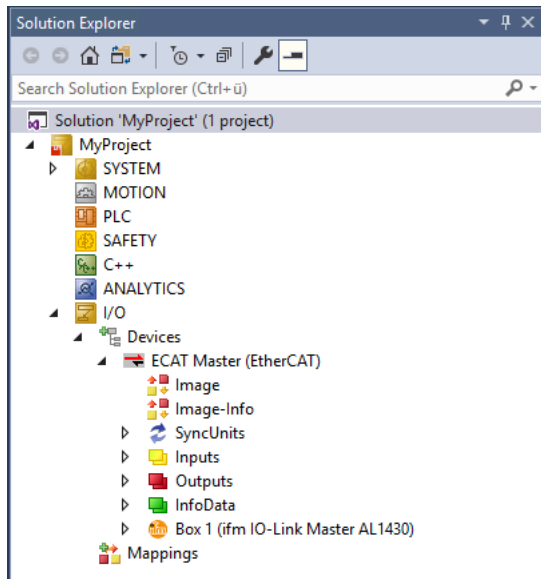 Solution Explorer
Search Solution Explorer (Ctrl+ü)
Solution 'MyProject' (1 project)
MyProject
SYSTEM
MOTION
PLC
SAFETY
C++
ANALYTICS
I/O
Devices
ECAT Master (EtherCAT)
Image
Image-Info
SyncUnits
Inputs
Outputs
InfoData
Box 1 (ifm IO-Link Master AL1430)
Mappings